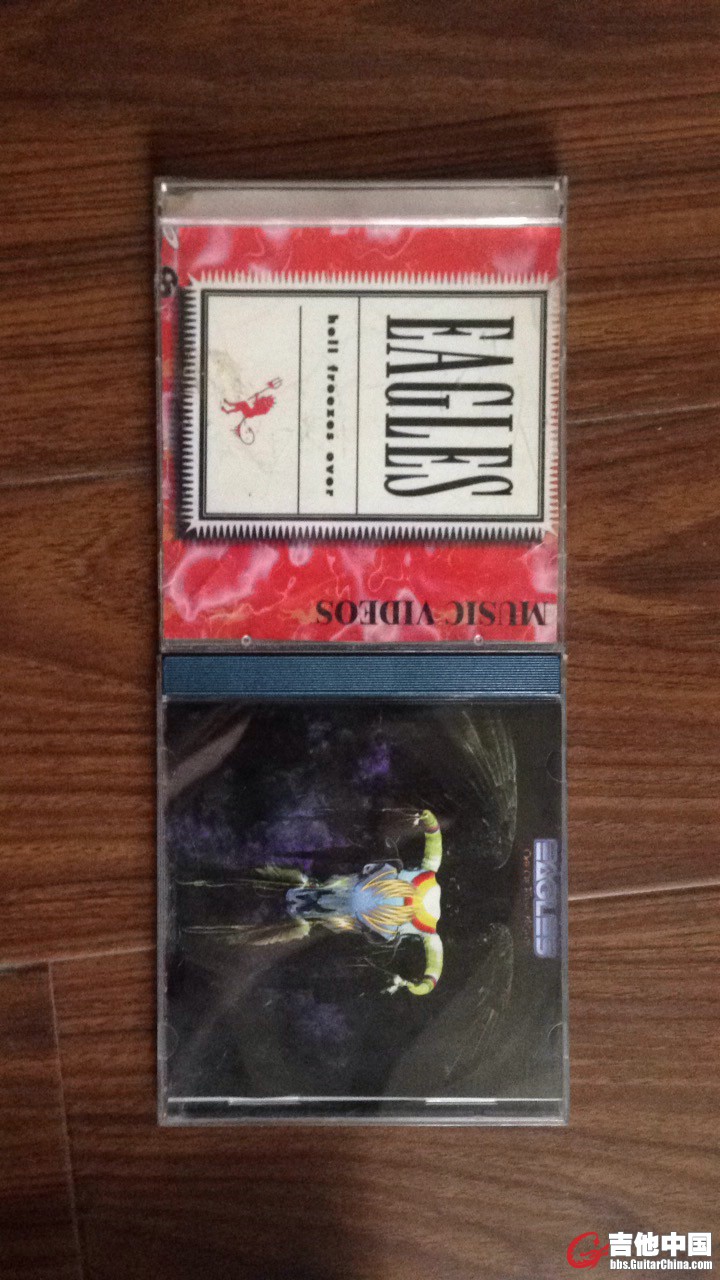 EAGLES
hell freezes over
MUSIC VIDEOS
EAGLES
吉他中国
bbs.GuitarChina.com